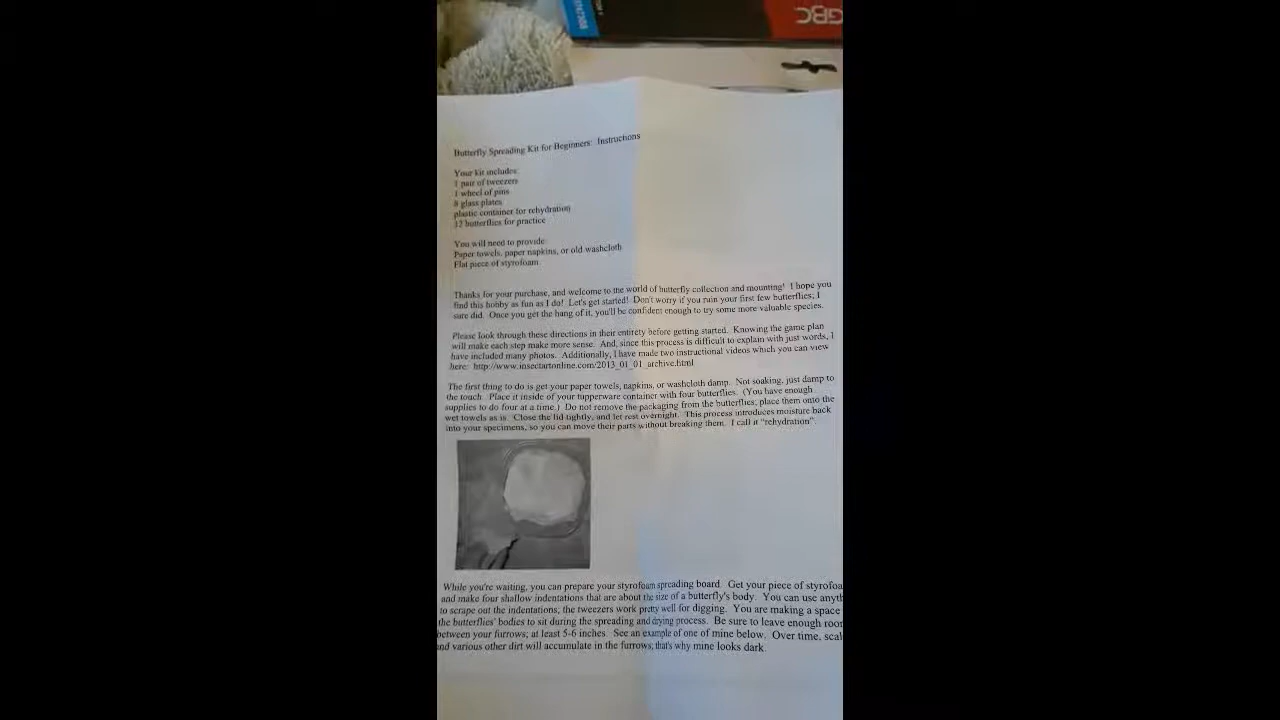 GBC
Butterfly Spreading Kit for Beginners: Instructions
Your kit includes:
1 pair of tweezers
1 wheel of pins
8 glass plates
plastic container for rehydration
12 butterflies for practice
You will need to provide:
Paper towels, paper napkins, or old washcloth
Flat piece of styrofoam
Thanks for your purchase, and welcome to the world of butterfly collection and mounting! I hope you
find this hobby as fun as I do! Let's get started! Don't worry if you ruin your first few butterflies; I
sure did. Once you get the hang of it, you'll be confident enough to try some more valuable species.
Please look through these directions in their entirety before getting started. Knowing the game plan
will make each step make more sense. And, since this process is difficult to explain with just words, I
have included many photos. Additionally, I have made two instructional videos which you can view
here: http://www.insectartonline.com/2013_01_01_archive.html
The first thing to do is get your paper towels, napkins, or washcloth damp. Not soaking, just damp to
the touch. Place it inside of your tupperware container with four butterflies. (You have enough
supplies to do four at a time.) Do not remove the packaging from the butterflies; place them onto the
wet towels as is. Close the lid tightly, and let rest overnight. This process introduces moisture back
into your specimens, so you can move their parts without breaking them. I call it "rehydration".
While you're waiting, you can prepare your styrofoam spreading board. Get your piece of styrofoa
and make four shallow indentations that are about the size of a butterfly's body. You can use anyth
to scrape out the indentations; the tweezers work pretty well for digging. You are making a space
the butterflies' bodies to sit during the spreading and drying process. Be sure to leave enough roor
between your furrows; at least 5-6 inches. See an example of one of mine below. Over time, scal
and various other dirt will accumulate in the furrows; that's why mine looks dark.